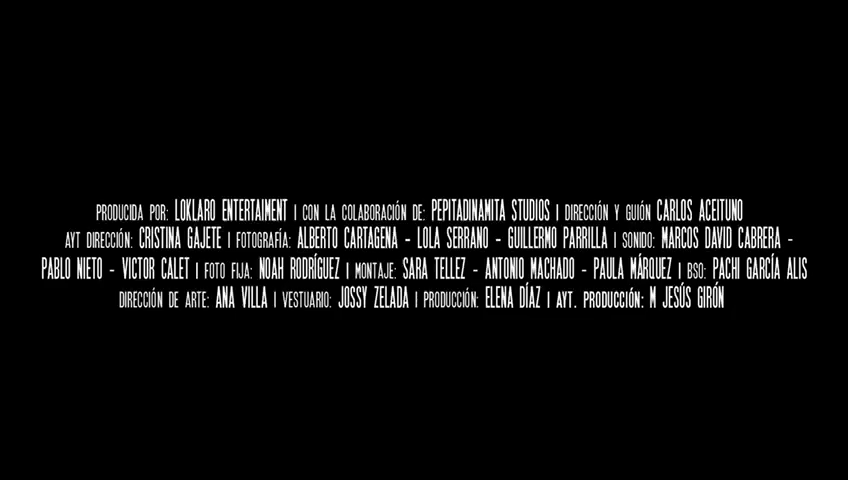 PRODUCIDA POR: LOKLARO ENTERTAIMENT | CON LA COLABORACIÓN DE: PEPITADINAMITA STUDIOS | DIRECCIÓN Y GUIÓN CARLOS ACEITUNO
AYT DIRECCIÓN: CRISTINA GAJETE | FOTOGRAFÍA: ALBERTO CARTAGENA - LOLA SERRANO - GUILLERMO PARRILLA | SONIDO: MARCOS DAVID CABRERA -
PABLO NIETO - VICTOR CALET | FOTO FIJA: NOAH RODRÍGUEZ | MONTAJE: SARA TELLEZ - ANTONIO MACHADO - PAULA MÁRQUEZ | BSO: PACHI GARCÍA ALIS
DIRECCIÓN DE ARTE: ANA VILLA | VESTUARIO: JOSSY ZELADA | PRODUCCIÓN: ELENA DÍAZ | AYT. PRODUCCIÓN: M JESÚS GIRÓN